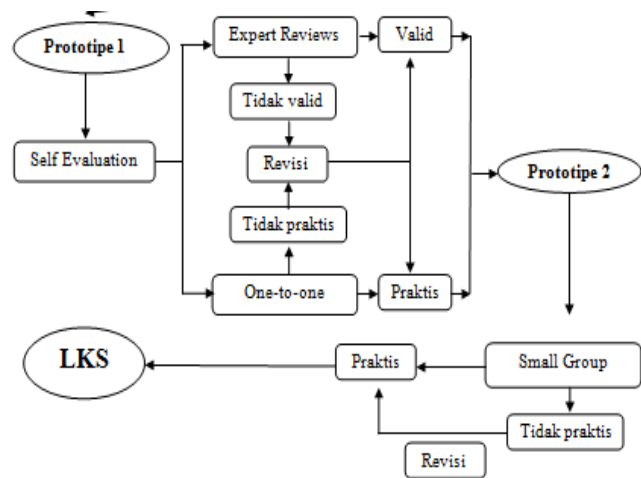 Prototipe 1
Expert Reviews
Valid
Tidak valid
Self Evaluation
Revisi
Prototipe 2
Tidak praktis
One-to-one
Praktis
LKS
Praktis
Small Group
Tidak praktis
Revisi